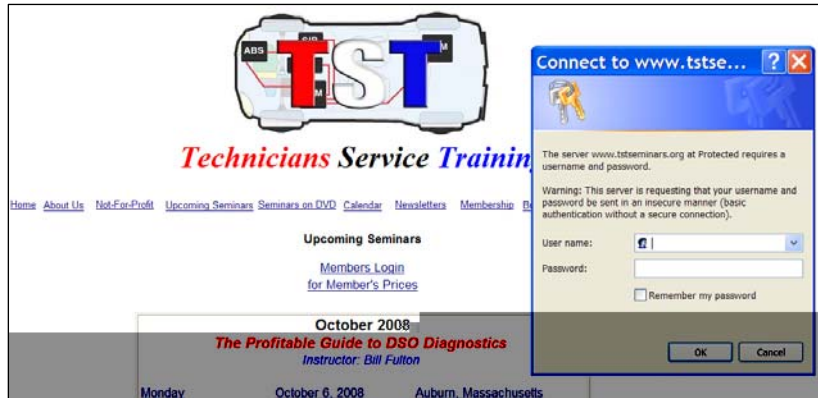 ABS
TST
Technicians Service Trainin
Home About Us Not-For-Profit Upcoming Seminars Seminars on DVD Calendar Newsletters Membership
Upcoming Seminars
Members Login
for Member's Prices
October 2008
The Profitable Guide to DSO Diagnostics
Instructor: Bill Fulton
Monday October 6, 2008 Auburn, Massachusetts
Connect to www.tstse...
The server www.tstseminars.org at Protected requires a
username and password.
Warning: This server is requesting that your username and
password be sent in an insecure manner (basic
authentication without a secure connection).
User name:
Password:
Remember my password
OK Cancel